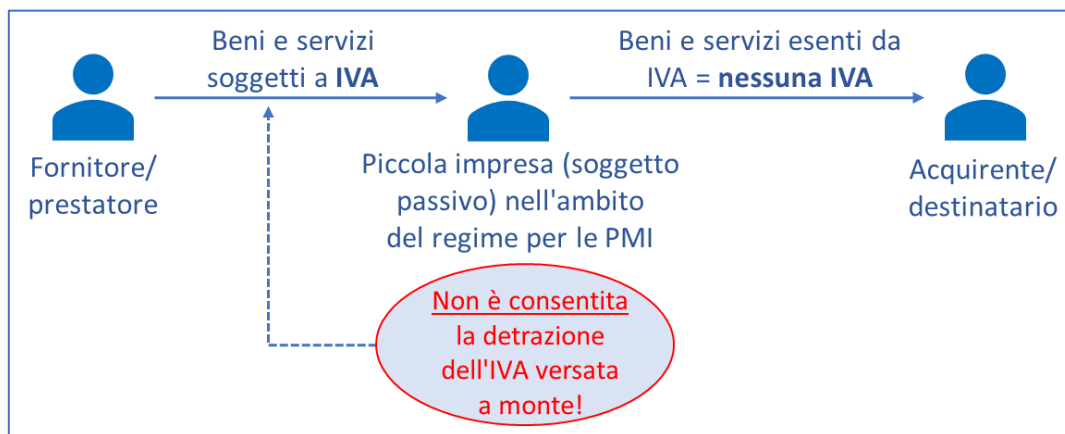 Beni e servizi
soggetti a IVA
Beni e servizi esenti da
IVA = nessuna IVA
Fornitore/
prestatore
Piccola impresa (soggetto
passivo) nell'ambito
del regime per le PMI
Acquirente/
destinatario
Non è consentita
la detrazione
dell'IVA versata
a monte!